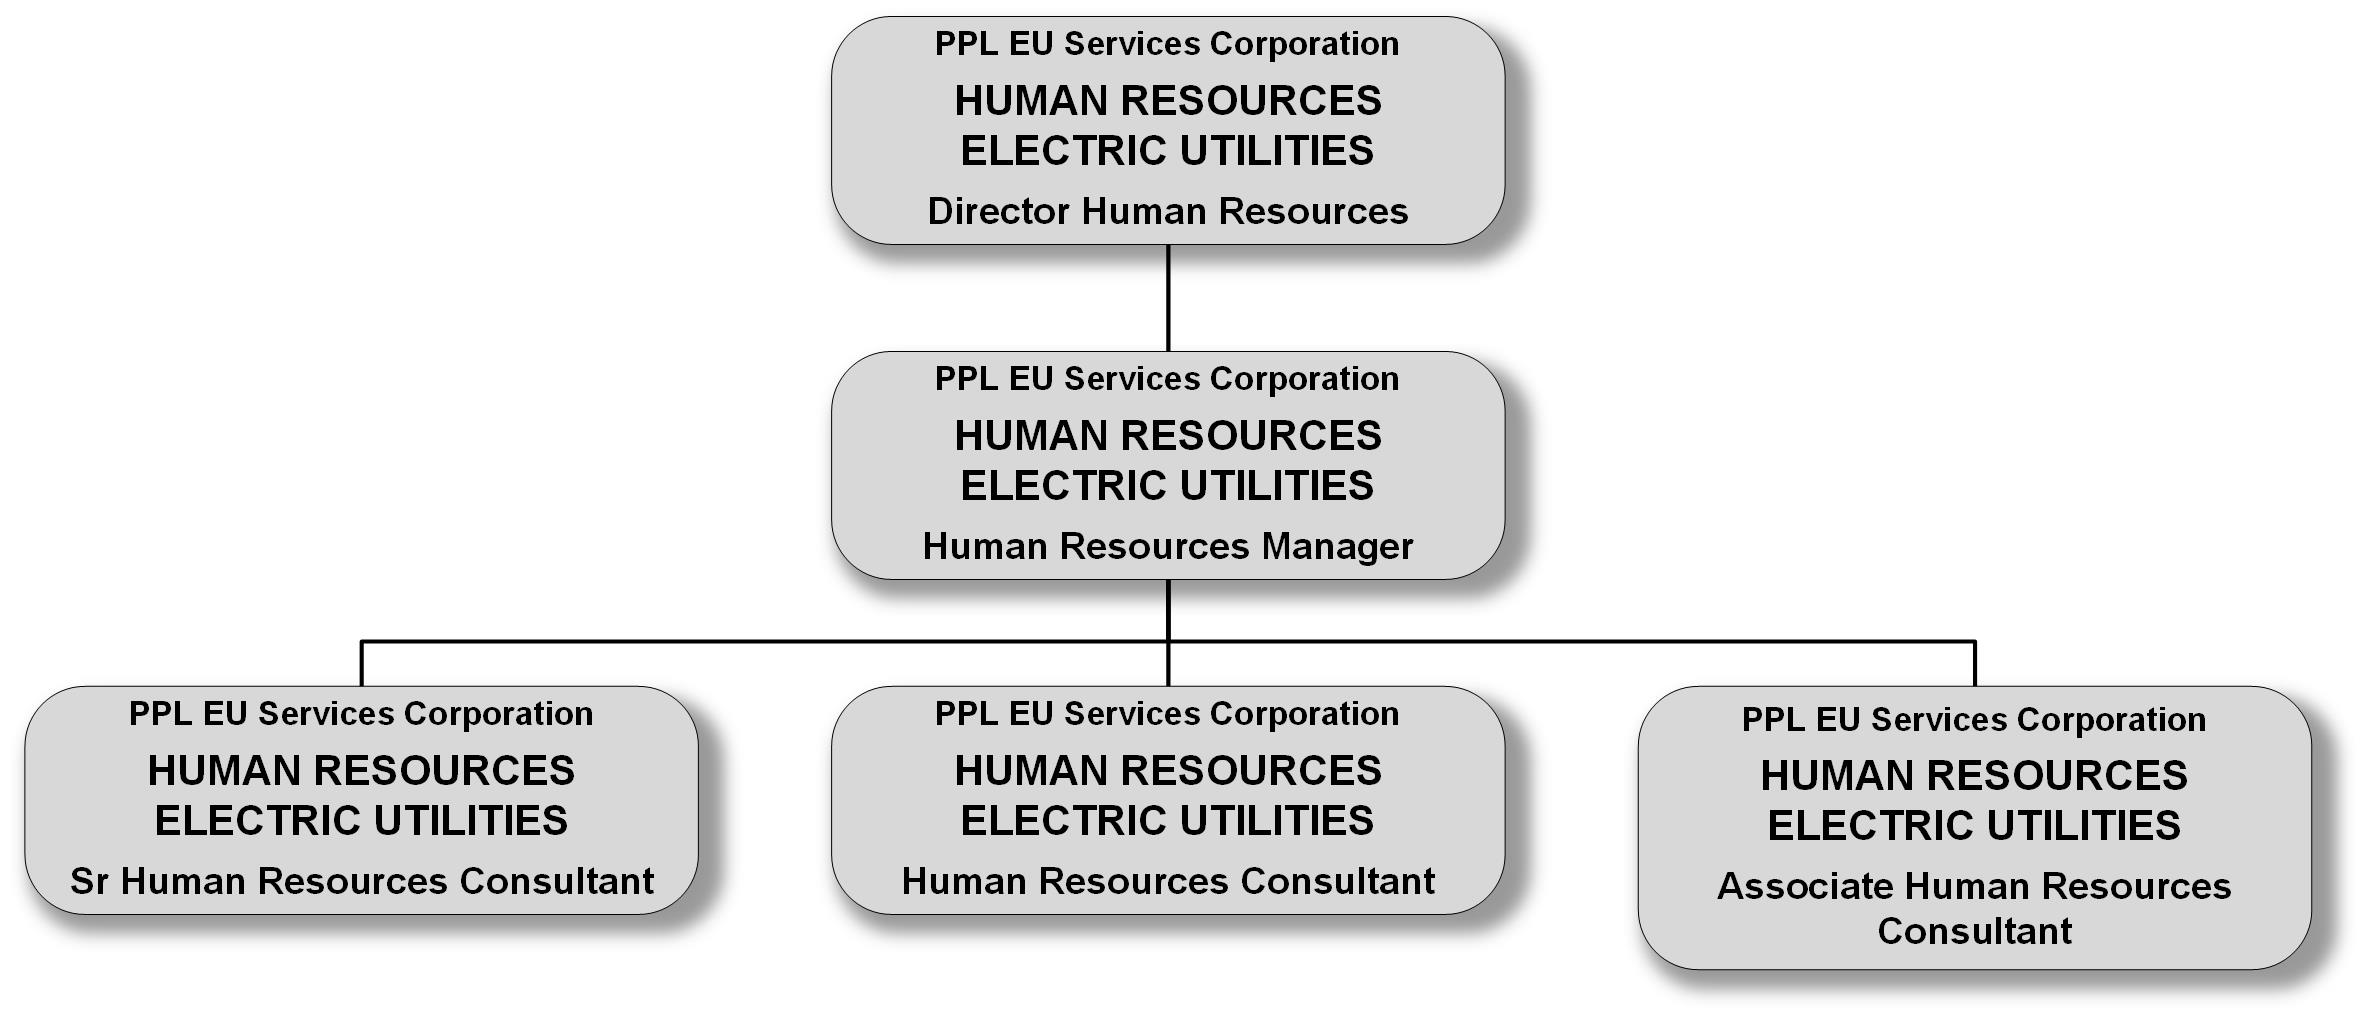 PPL EU Services Corporation
HUMAN RESOURCES
ELECTRIC UTILITIES
Director Human Resources
PPL EU Services Corporation
HUMAN RESOURCES
ELECTRIC UTILITIES
Human Resources Manager
PPL EU Services Corporation
HUMAN RESOURCES
ELECTRIC UTILITIES
Sr Human Resources Consultant
PPL EU Services Corporation
HUMAN RESOURCES
ELECTRIC UTILITIES
Human Resources Consultant
PPL EU Services Corporation
HUMAN RESOURCES
ELECTRIC UTILITIES
Associate Human Resources
Consultant